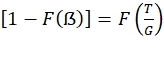 [1 − F(ẞ)] = F(T/G)